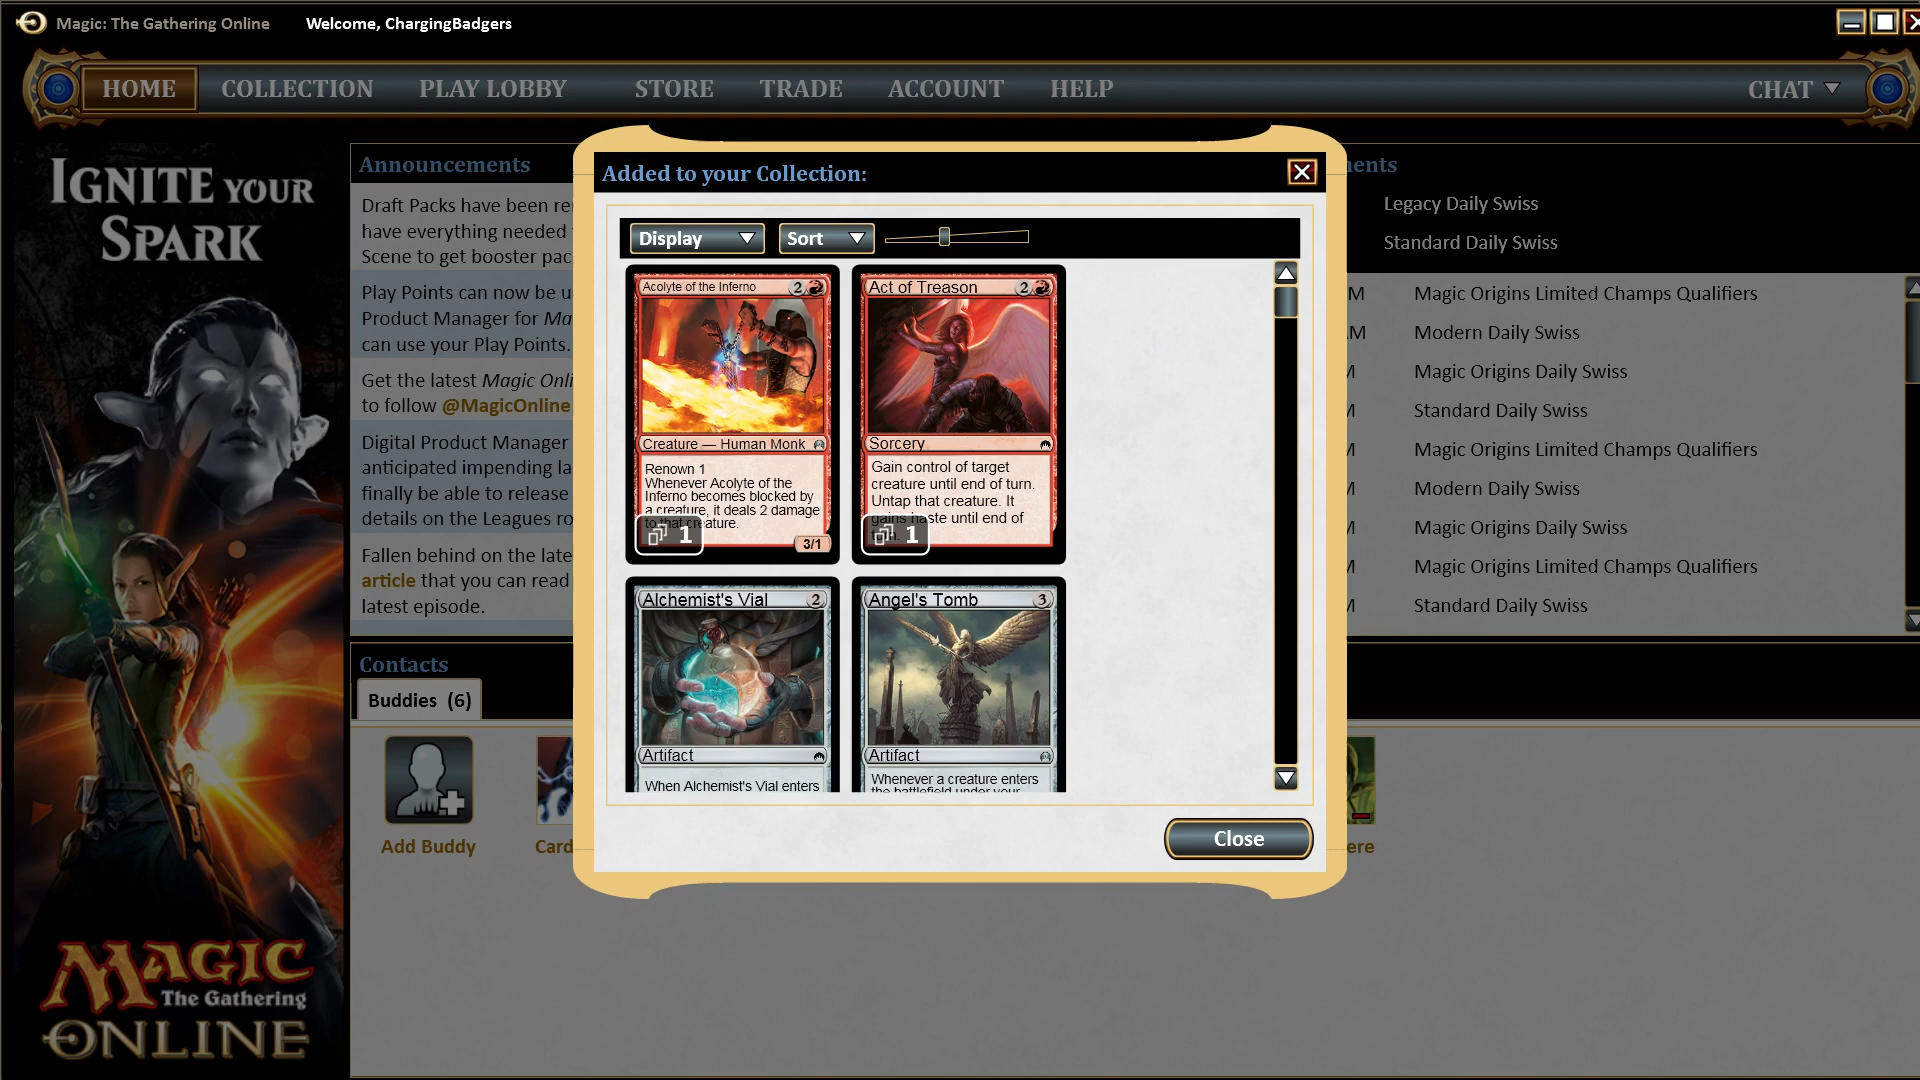 Magic: The Gathering Online
Welcome, ChargingBadgers
HOME
COLLECTION
PLAY LOBBY
STORE
TRADE
ACCOUNT
HELP
CHAT
IGNITE YOUR
SPARK
MAGIC
The Gathering
ONLINE
Announcements
Draft Packs have been re
have everything needed
Scene to get booster pac
Play Points can now be u
Product Manager for Ma
can use your Play Points.
Get the latest Magic Onli
to follow @MagicOnline
Digital Product Manager
anticipated impending la
finally be able to release
details on the Leagues ro
Fallen behind on the late
article that you can read
latest episode.
Contacts
Buddies (6)
Add Buddy
Card
Added to your Collection:
Display
Sort
Acolyte of the Inferno 2
Creature — Human Monk
Renown 1
Whenever Acolyte of the
Inferno becomes blocked by
a creature, it deals 2 damage
to that creature.
1
3/1
Act of Treason 2
Sorcery
Gain control of target
creature until end of turn.
Untap that creature. It
gains haste until end of
1
Alchemist's Vial 2
Artifact
When Alchemist's Vial enters
Angel's Tomb 3
Artifact
Whenever a creature enters
the battlefield under your
Close
ments
Legacy Daily Swiss
Standard Daily Swiss
M Magic Origins Limited Champs Qualifiers
AM Modern Daily Swiss
M Magic Origins Daily Swiss
M Standard Daily Swiss
M Magic Origins Limited Champs Qualifiers
M Modern Daily Swiss
M Magic Origins Daily Swiss
M Magic Origins Limited Champs Qualifiers
M Standard Daily Swiss
ere